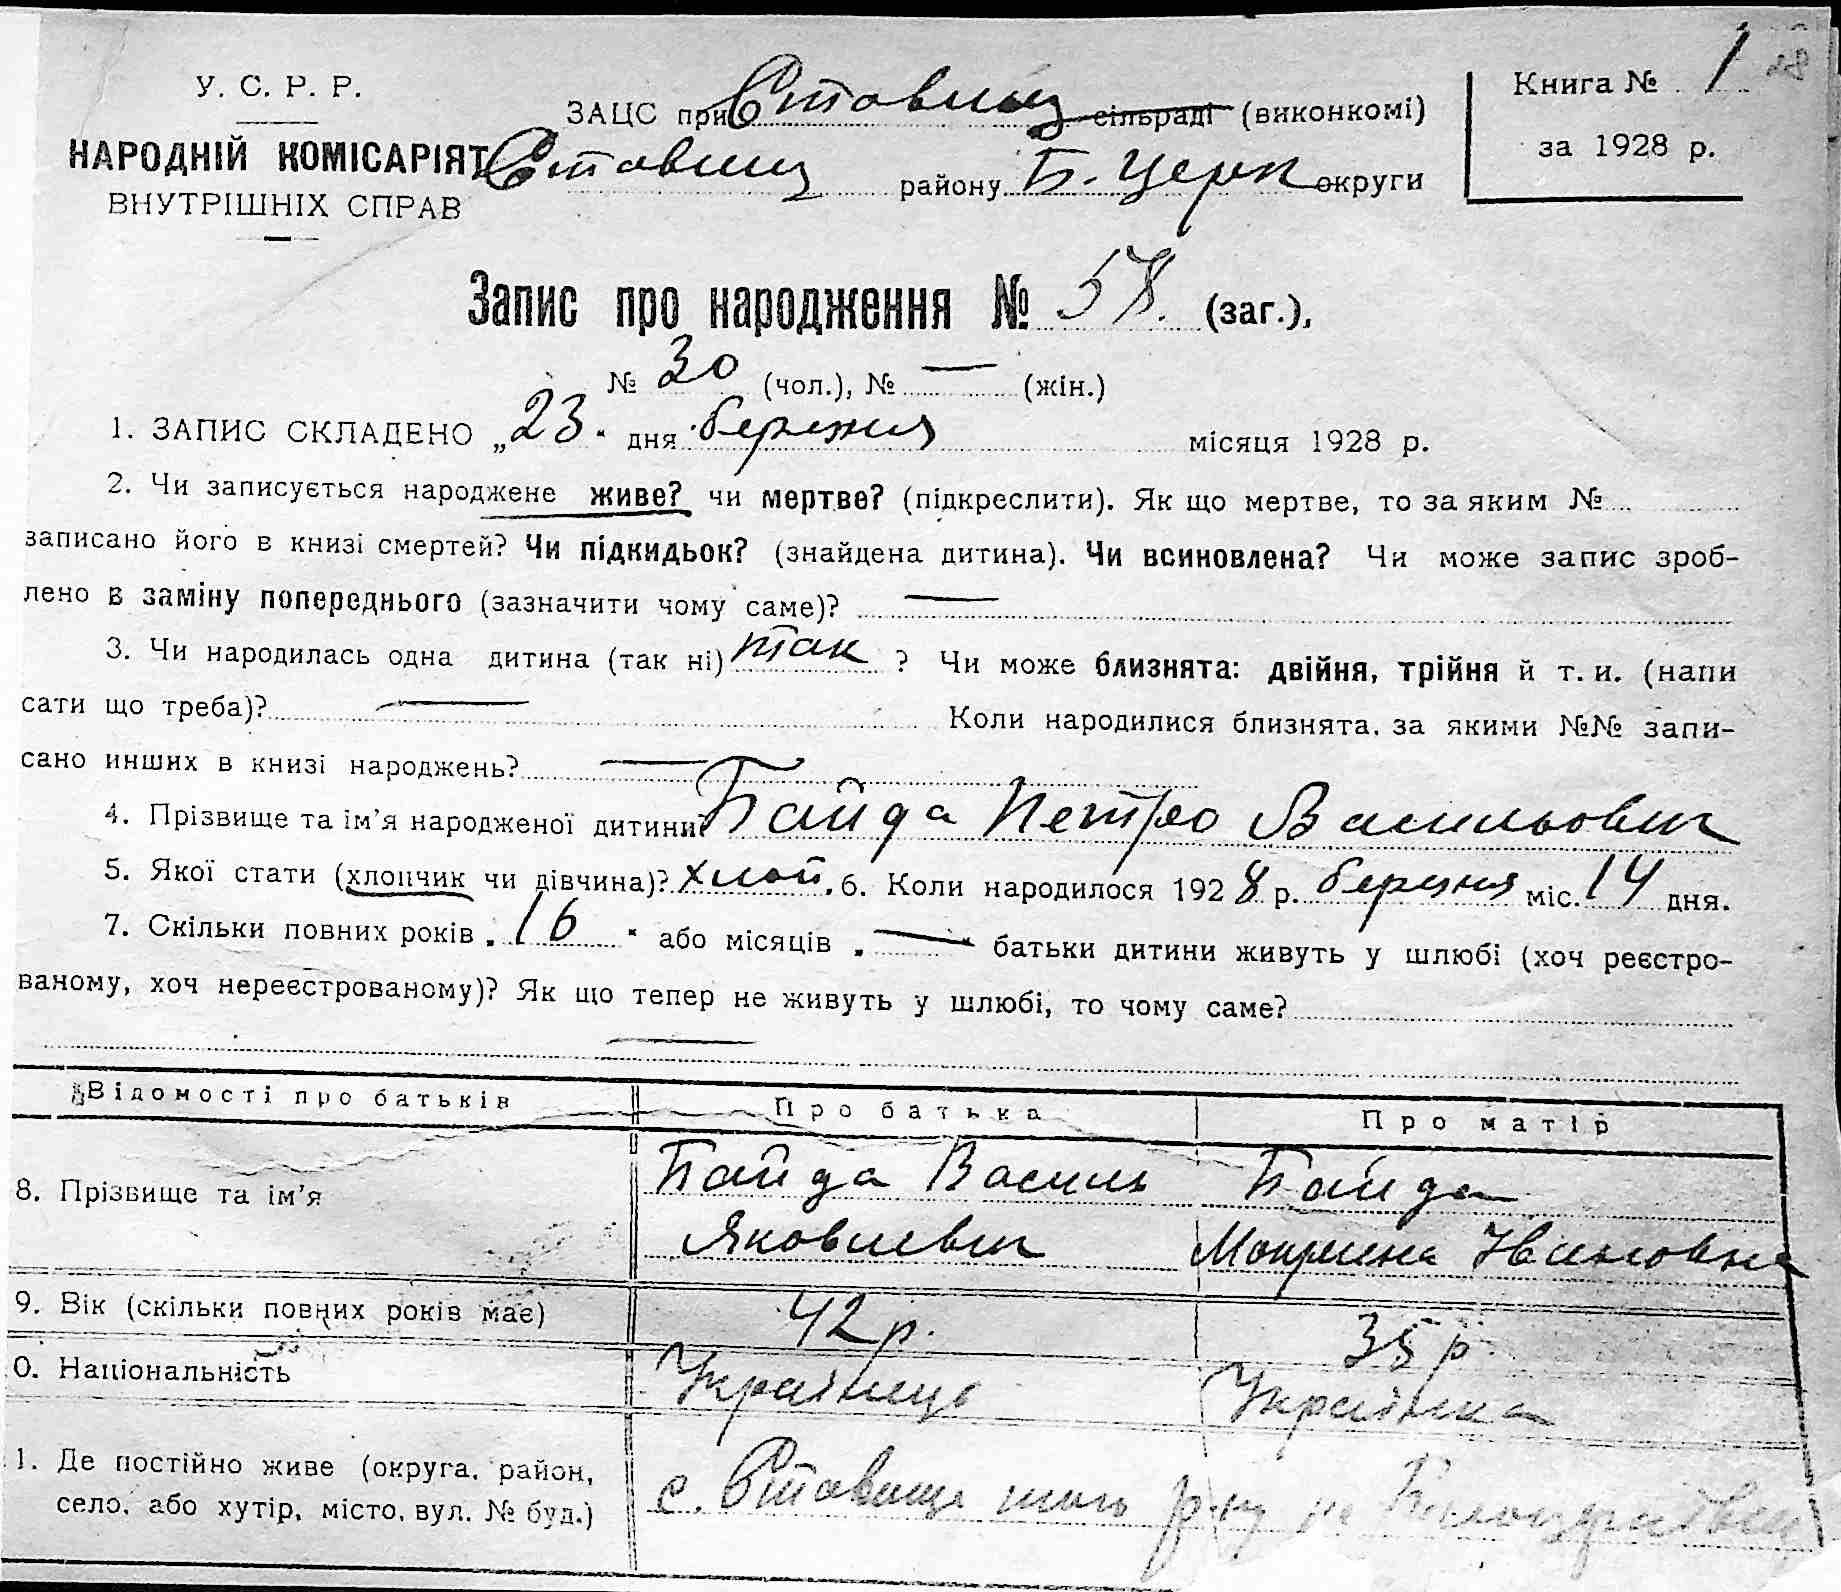 У. С. Р. Р.
НАРОДНІЙ КОМІСАРІЯТ
ВНУТРІШНІХ СПРАВ
ЗАЦС при Ставищ сільраді (виконкомі)
Ставищ району Б. Церк округи
Книга № 1
за 1928 р.
Запис про народження № 58. (заг.),
№ 30 (чол.), № — (жін.)
1. ЗАПИС СКЛАДЕНО „23" дня березня місяця 1928 р.
2. Чи записується народжене живе? чи мертве? (підкреслити). Як що мертве, то за яким №
записано його в книзі смертей? Чи підкидьок? (знайдена дитина). Чи всиновлена? Чи може запис зроб-
лено в заміну попереднього (зазначити чому саме)? —
3. Чи народилась одна дитина (так ні) так ? Чи може близнята: двійня, трійня й т. и. (напи
сати що треба)? — Коли народилися близнята, за якими №№ запи-
сано инших в книзі народжень? —
4. Прізвище та ім'я народженої дитини? Байда Петро Васильович
5. Якої стати (хлопчик чи дівчина)? хлоп. 6. Коли народилося 1928 р. березня міс. 14 дня.
7. Скільки повних років „16" або місяців „—" батьки дитини живуть у шлюбі (хоч реєстро-
ваному, хоч нереєстрованому)? Як що тепер не живуть у шлюбі, то чому саме?
—
Відомості про батьків Про батька Про матір
8. Прізвище та ім'я Байда Василь Байда
Яковлевич Мокрина Ивановна
9. Вік (скільки повних років має) 42 р. 35 р.
0. Національність Українець Українка
1. Де постійно живе (округа, район,
село, або хутір, місто, вул. № буд.)
с. Ставище того р-ну